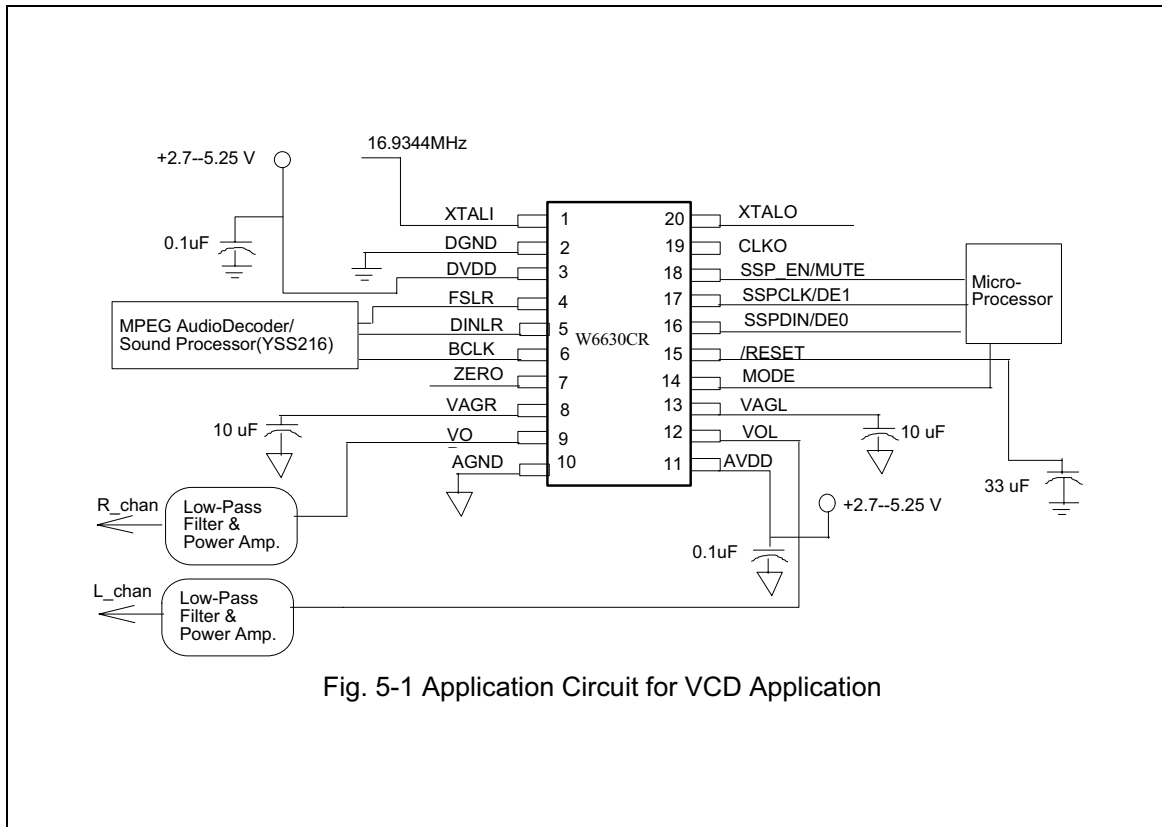 16.9344MHz
+2.7--5.25 V
0.1uF
XTALI
DGND
DVDD
FSLR
DINLR
BCLK
ZERO
VAGR
VO
AGND
MPEG AudioDecoder/
Sound Processor(YSS216)
10 uF
1
2
3
4
5
6
7
8
9
10
W6630CR
20
19
18
17
16
15
14
13
12
11
XTALO
CLKO
SSP_EN/MUTE
SSPCLK/DE1
SSPDIN/DE0
/RESET
MODE
VAGL
VOL
AVDD
Micro-
Processor
10 uF
33 uF
+2.7--5.25 V
0.1uF
R_chan
Low-Pass
Filter &
Power Amp.
L_chan
Low-Pass
Filter &
Power Amp.
Fig. 5-1 Application Circuit for VCD Application